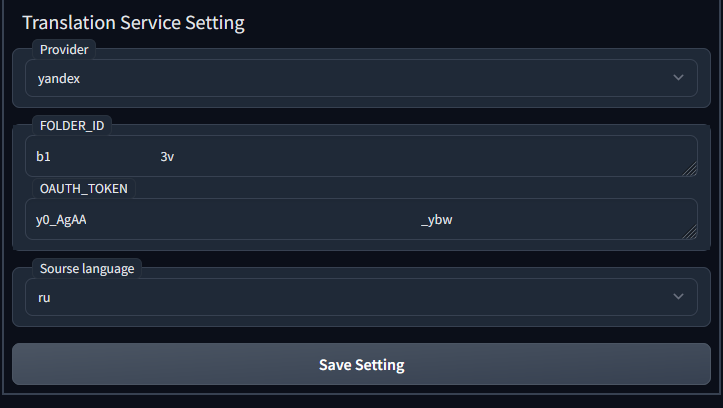 Translation Service Setting
Provider
yandex
FOLDER_ID
b1 3v
OAUTH_TOKEN
y0_AgAA _ybw
Sourse language
ru
Save Setting